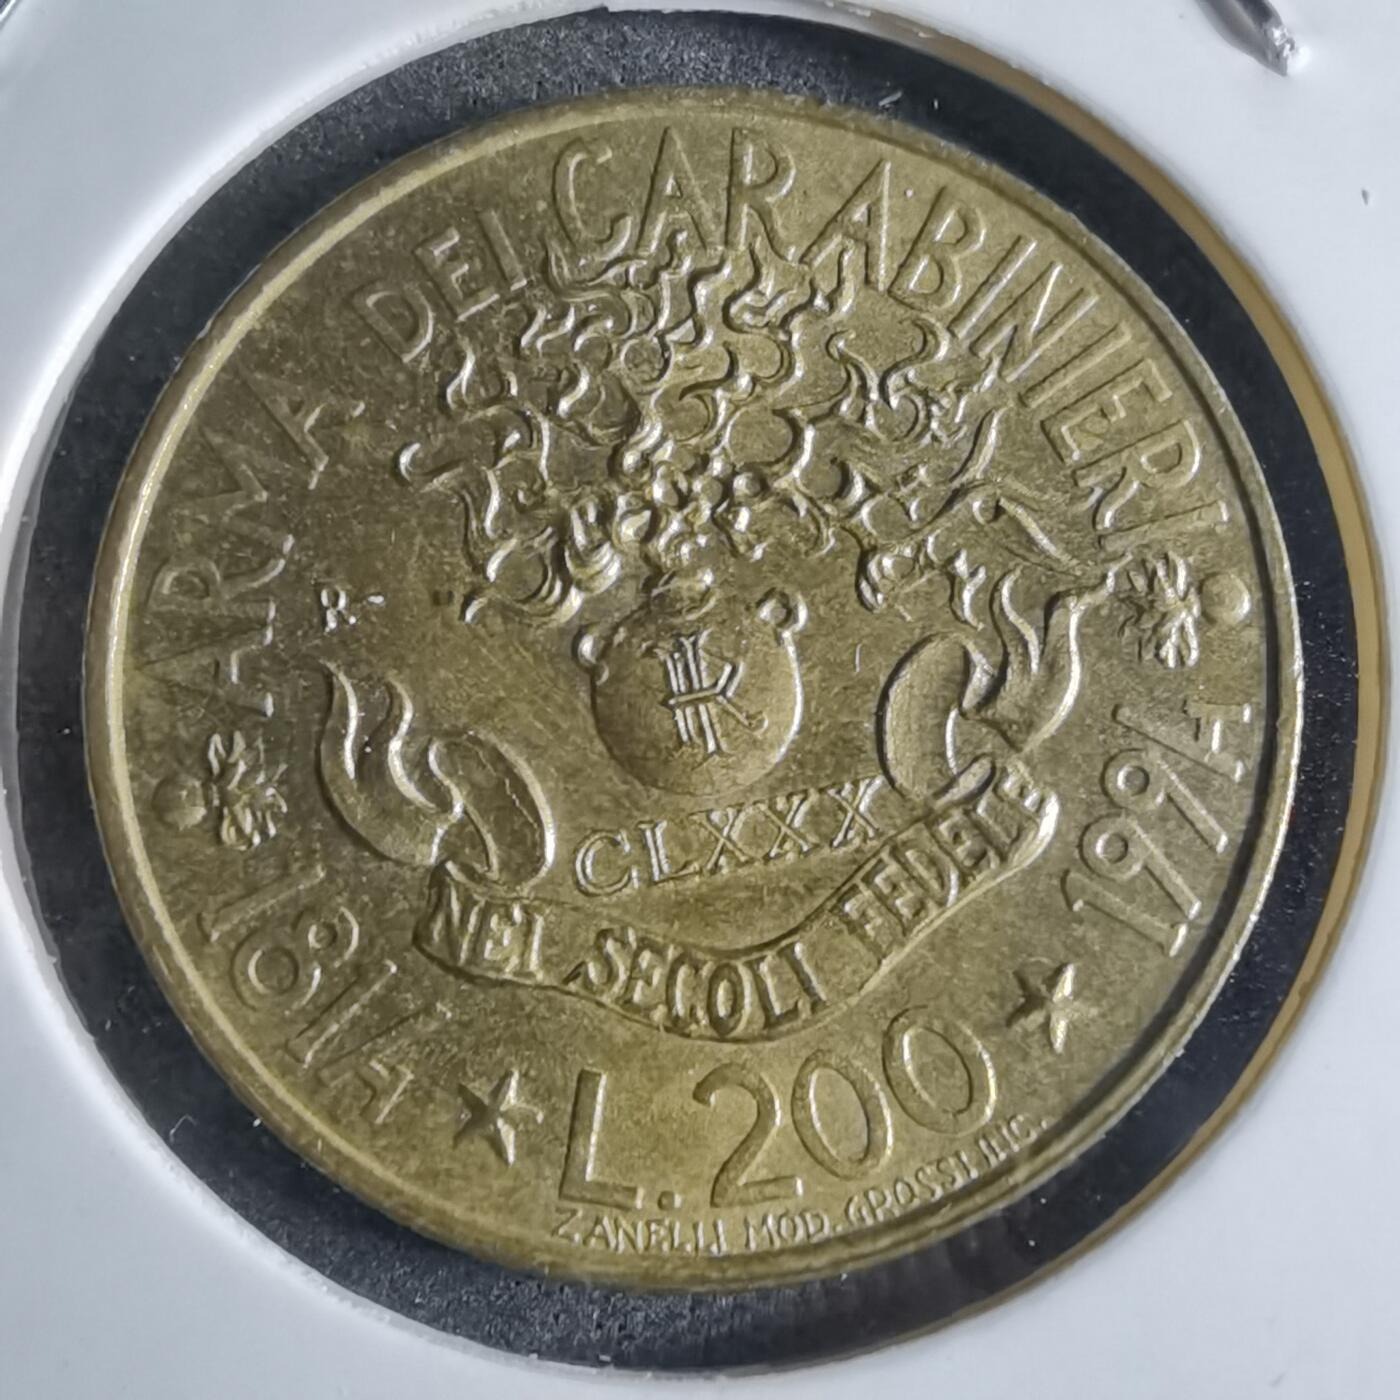 ARMA DEI CARABINIERI
R
CLXXX
NEI SECOLI FEDELE
1814
1994
L.200
ZANELLI MOD. GROSSI INC.